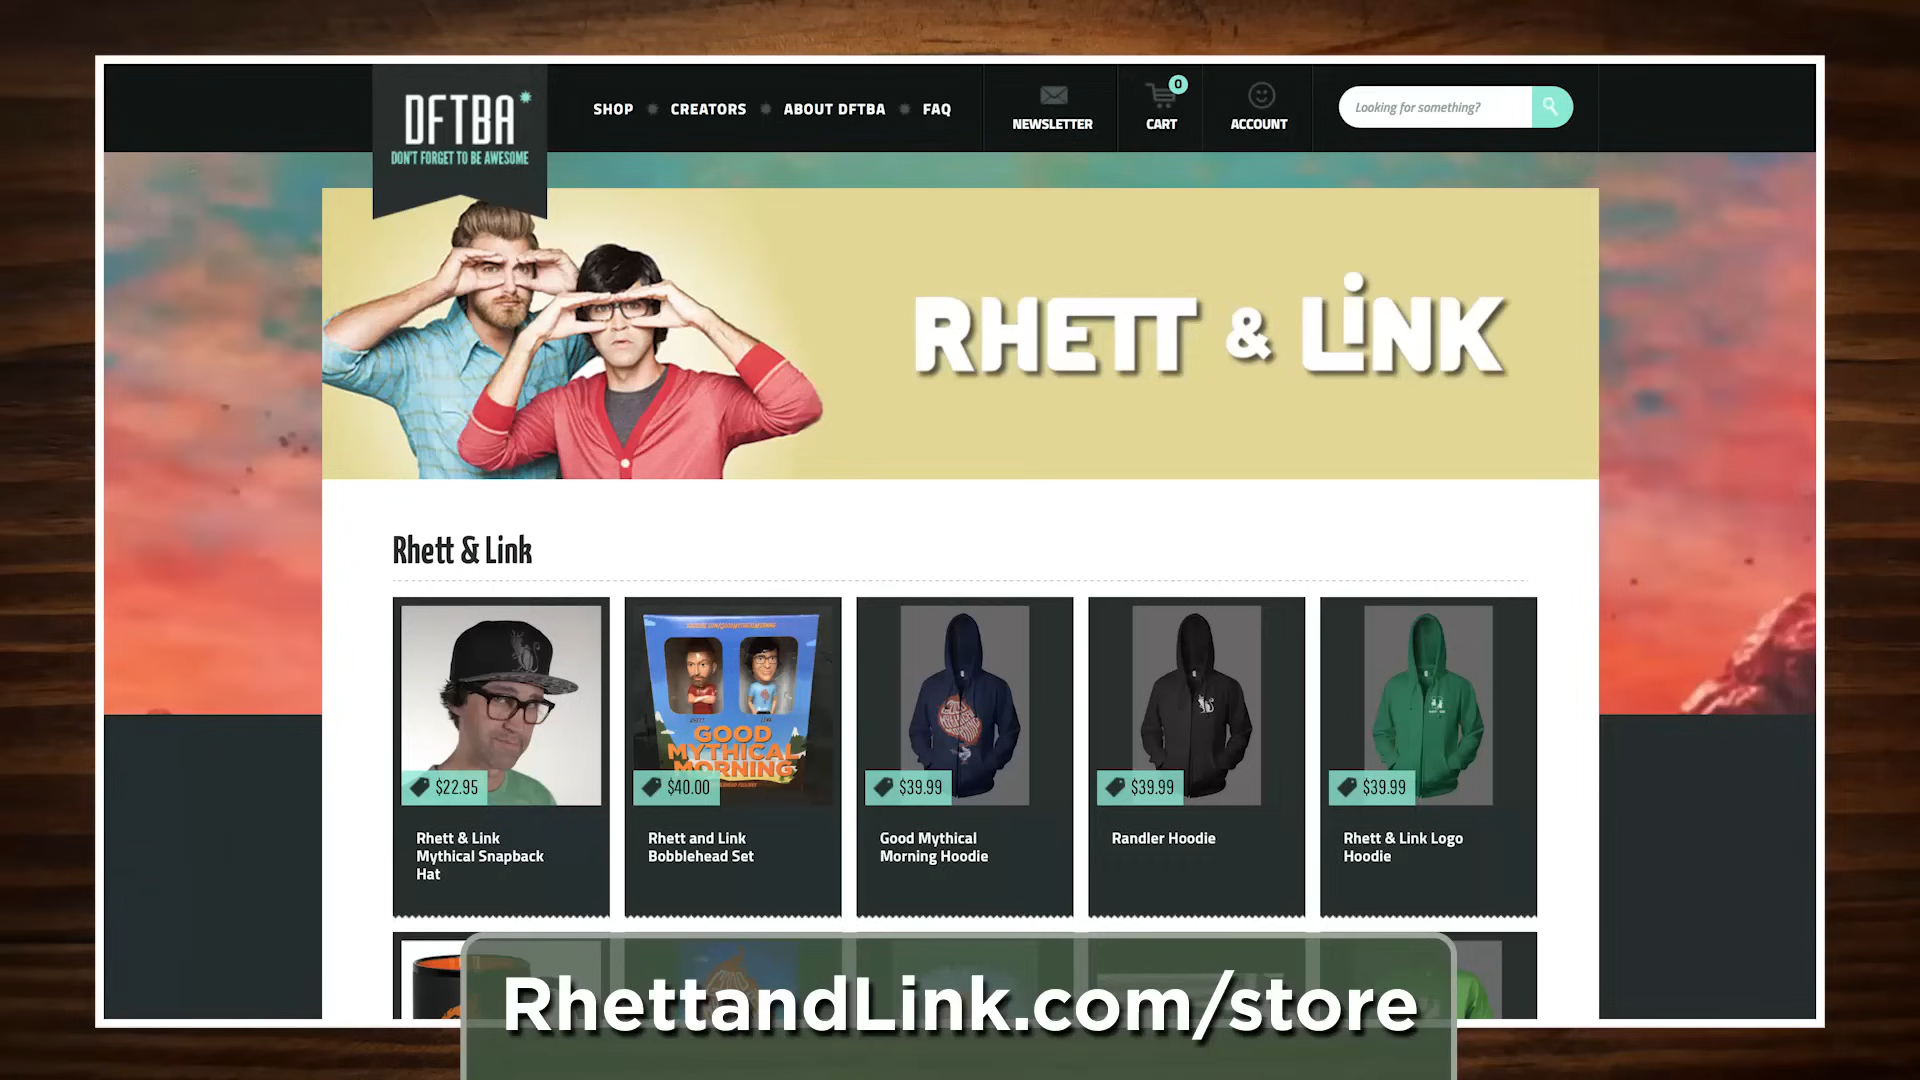 DFTBA
DON'T FORGET TO BE AWESOME
SHOP
CREATORS
ABOUT DFTBA
FAQ
NEWSLETTER
0
CART
ACCOUNT
Looking for something?
RHETT & LiNK
Rhett & Link
RHETT
LINK
GOOD
MYTHICAL
MORNING
$22.95
$40.00
$39.99
$39.99
$39.99
Rhett & Link
Mythical Snapback
Hat
Rhett and Link
Bobblehead Set
Good Mythical
Morning Hoodie
Randler Hoodie
Rhett & Link Logo
Hoodie
RhettandLink.com/store